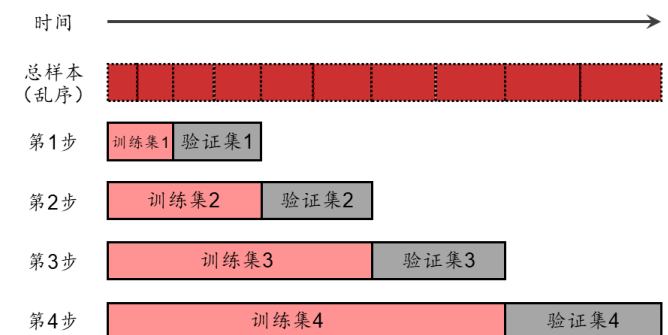 时间
总样本
（乱序）
第1步
训练集1 验证集1
第2步
训练集2 验证集2
第3步
训练集3 验证集3
第4步
训练集4 验证集4